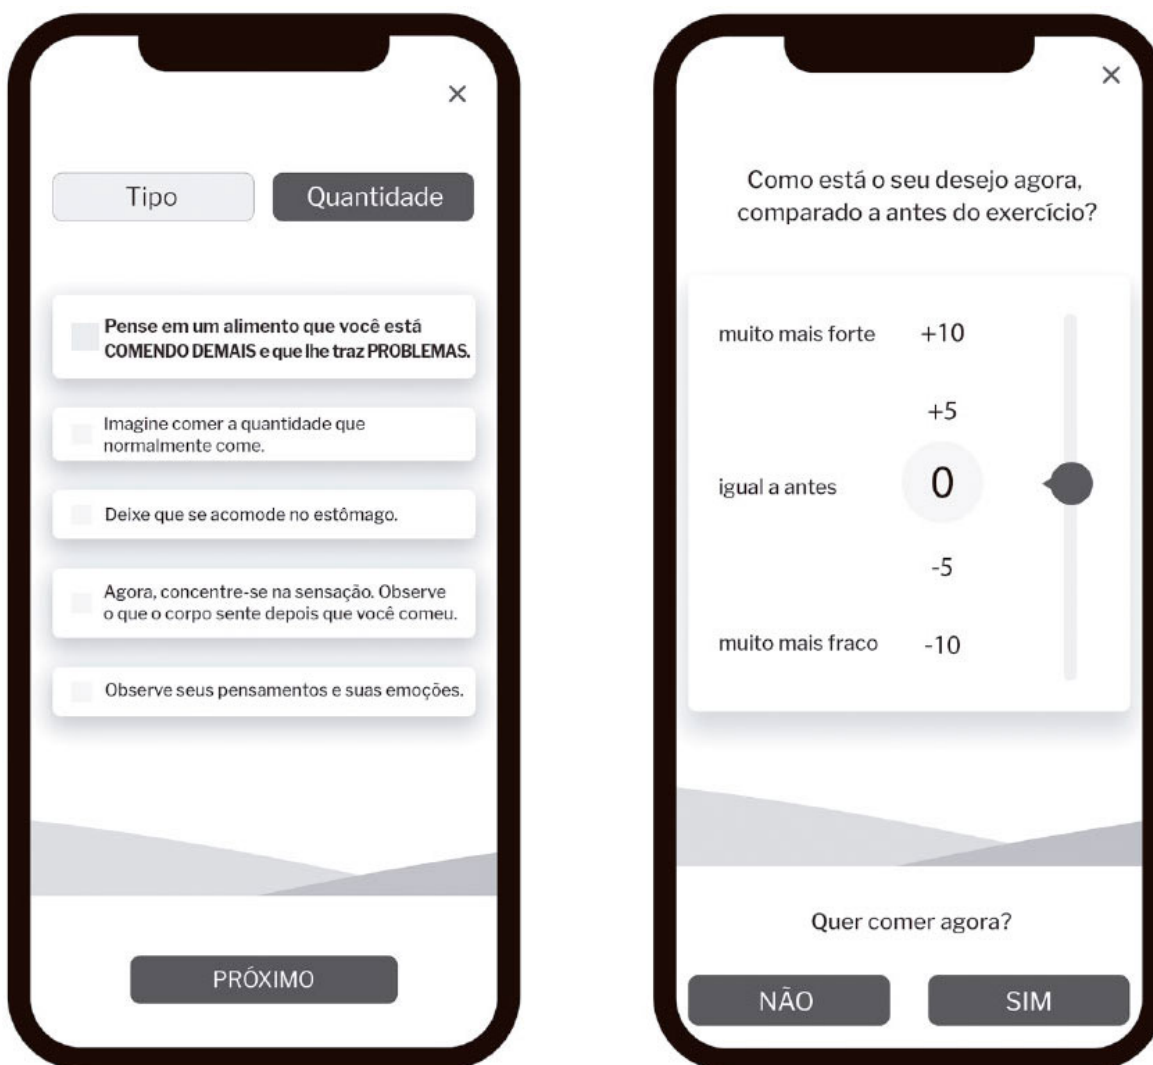 ×
Tipo
Quantidade
Pense em um alimento que você está
COMENDO DEMAIS e que lhe traz PROBLEMAS.
Imagine comer a quantidade que
normalmente come.
Deixe que se acomode no estômago.
Agora, concentre-se na sensação. Observe
o que o corpo sente depois que você comeu.
Observe seus pensamentos e suas emoções.
PRÓXIMO
×
Como está o seu desejo agora,
comparado a antes do exercício?
muito mais forte +10
+5
igual a antes 0
-5
muito mais fraco -10
Quer comer agora?
NÃO
SIM